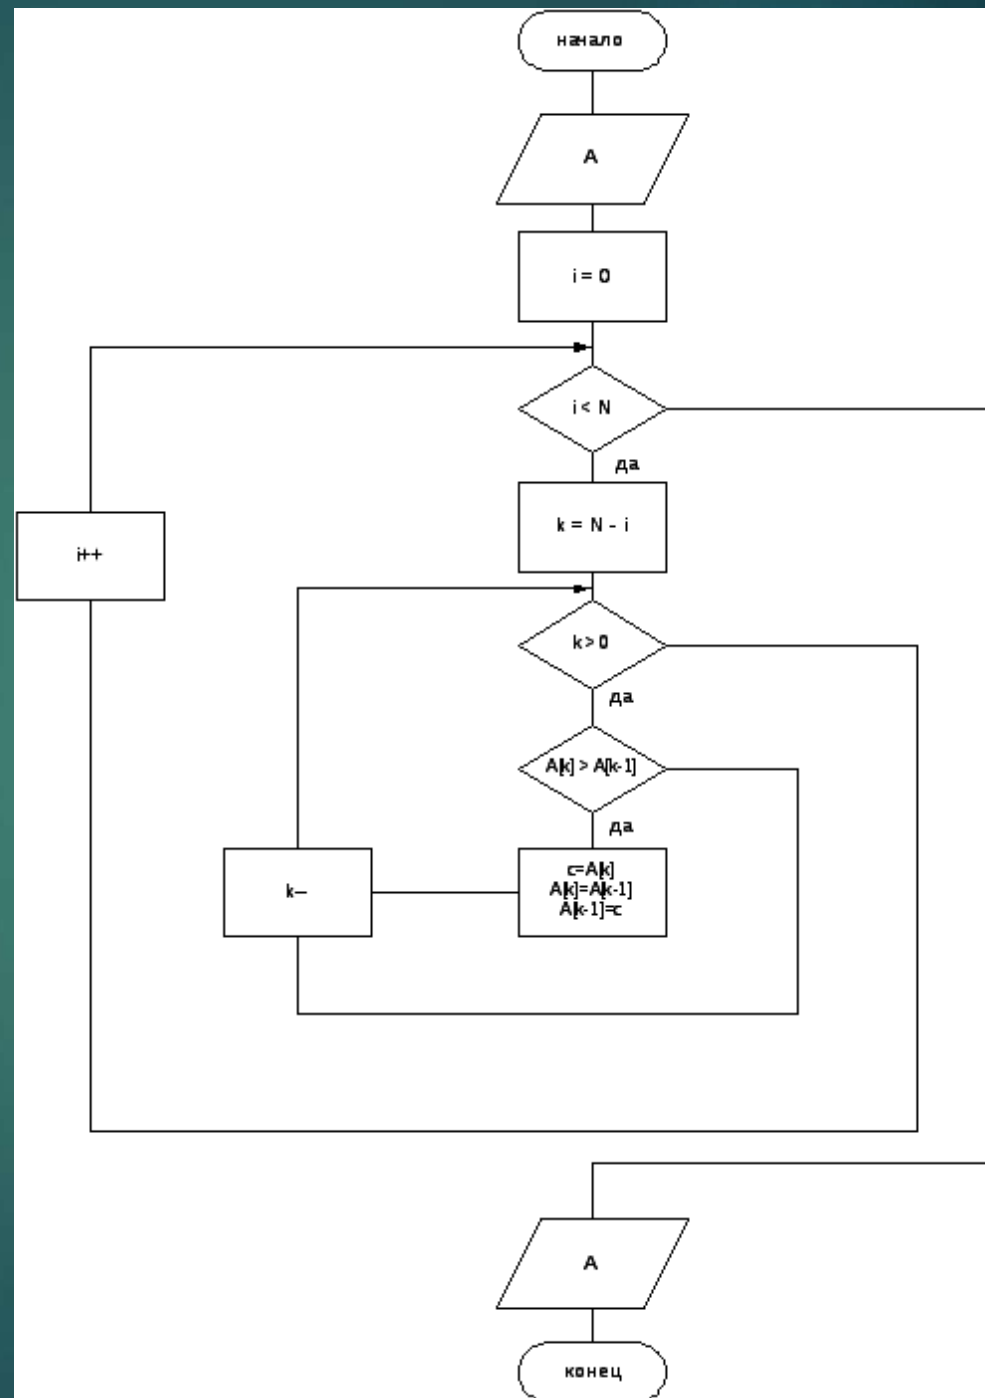 начало
A
i = 0
i < N
да
k = N - i
i++
k > 0
да
A[k] > A[k-1]
да
c=A[k]
A[k]=A[k-1]
A[k-1]=c
k--
A
конец